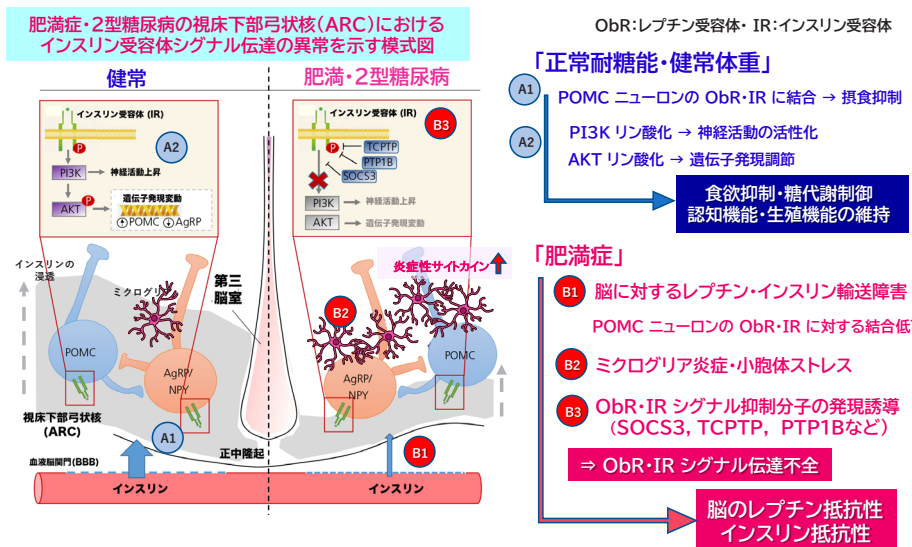 肥満症・2型糖尿病の視床下部弓状核(ARC)における
インスリン受容体シグナル伝達の異常を示す模式図
健常
肥満・2型糖尿病
インスリン受容体 (IR)
P
A2
PI3K
神経活動上昇
P
AKT
遺伝子発現変動
POMC
AgRP
インスリン受容体 (IR)
B3
P
TCPTP
PTP1B
SOCS3
PI3K
神経活動上昇
AKT
遺伝子発現変動
インスリンの
浸透
ミクログリ
第三
脳室
炎症性サイトカイン
B2
POMC
AgRP/
NPY
AgRP/
NPY
POMC
視床下部弓状核
(ARC)
A1
正中隆起
B1
血液脳関門(BBB)
インスリン
インスリン
ObR:レプチン受容体・ IR:インスリン受容体
「正常耐糖能・健常体重」
A1
POMC ニューロンの ObR・IR に結合 → 摂食抑制
A2
PI3K リン酸化 → 神経活動の活性化
AKT リン酸化 → 遺伝子発現調節
食欲抑制・糖代謝制御
認知機能・生殖機能の維持
「肥満症」
B1
脳に対するレプチン・インスリン輸送障害
POMC ニューロンの ObR・IR に対する結合低
B2
ミクログリア炎症・小胞体ストレス
B3
ObR・IR シグナル抑制分子の発現誘導
(SOCS3, TCPTP, PTP1Bなど)
⇒ ObR・IR シグナル伝達不全
脳のレプチン抵抗性
インスリン抵抗性